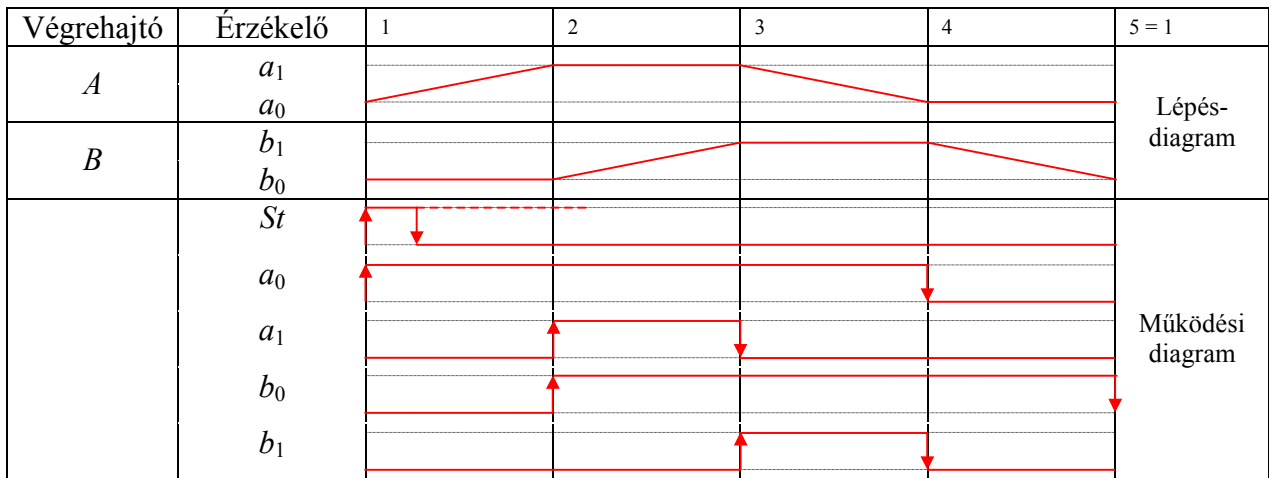 Végrehajtó Érzékelő 1 2 3 4 5 = 1
A
a1
a0
B
b1
b0
Lépés-
diagram
St
a0
a1
b0
b1
Működési
diagram